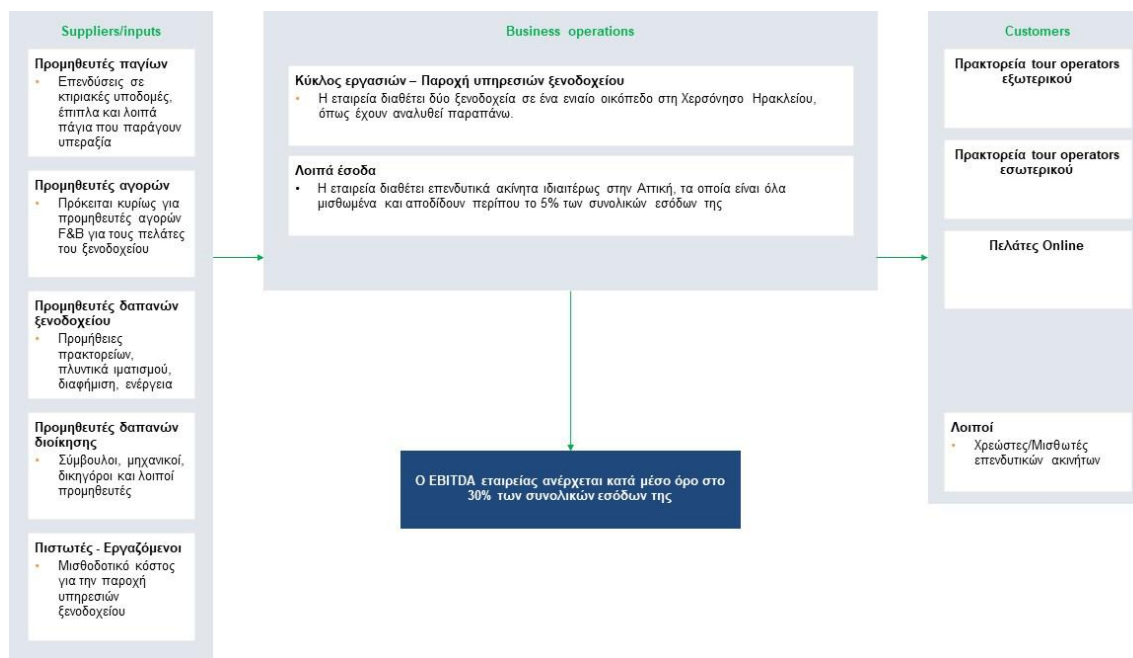 Suppliers/inputs
Προμηθευτές παγίων
• Επενδύσεις σε
κτιριακές υποδομές,
έπιπλα και λοιπά
πάγια που παράγουν
υπεραξία
Προμηθευτές αγορών
• Πρόκειται κυρίως για
προμηθευτές αγορών
F&B για τους πελάτες
του ξενοδοχείου
Προμηθευτές δαπανών
ξενοδοχείου
• Προμήθειες
πρακτορείων,
πλυντικά ιματισμού,
διαφήμιση, ενέργεια
Προμηθευτές δαπανών
διοίκησης
• Σύμβουλοι, μηχανικοί,
δικηγόροι και λοιποί
προμηθευτές
Πιστωτές - Εργαζόμενοι
• Μισθοδοτικό κόστος
για την παροχή
υπηρεσιών
ξενοδοχείου
Business operations
Κύκλος εργασιών – Παροχή υπηρεσιών ξενοδοχείου
• Η εταιρεία διαθέτει δύο ξενοδοχεία σε ένα ενιαίο οικόπεδο στη Χερσόνησο Ηρακλείου,
όπως έχουν αναλυθεί παραπάνω.
Λοιπά έσοδα
• Η εταιρεία διαθέτει επενδυτικά ακίνητα ιδιαιτέρως στην Αττική, τα οποία είναι όλα
μισθωμένα και αποδίδουν περίπου το 5% των συνολικών εσόδων της
Ο EBITDA εταιρείας ανέρχεται κατά μέσο όρο στο
30% των συνολικών εσόδων της
Customers
Πρακτορεία tour operators
εξωτερικού
Πρακτορεία tour operators
εσωτερικού
Πελάτες Online
Λοιποί
• Χρεώστες/Μισθωτές
επενδυτικών ακινήτων